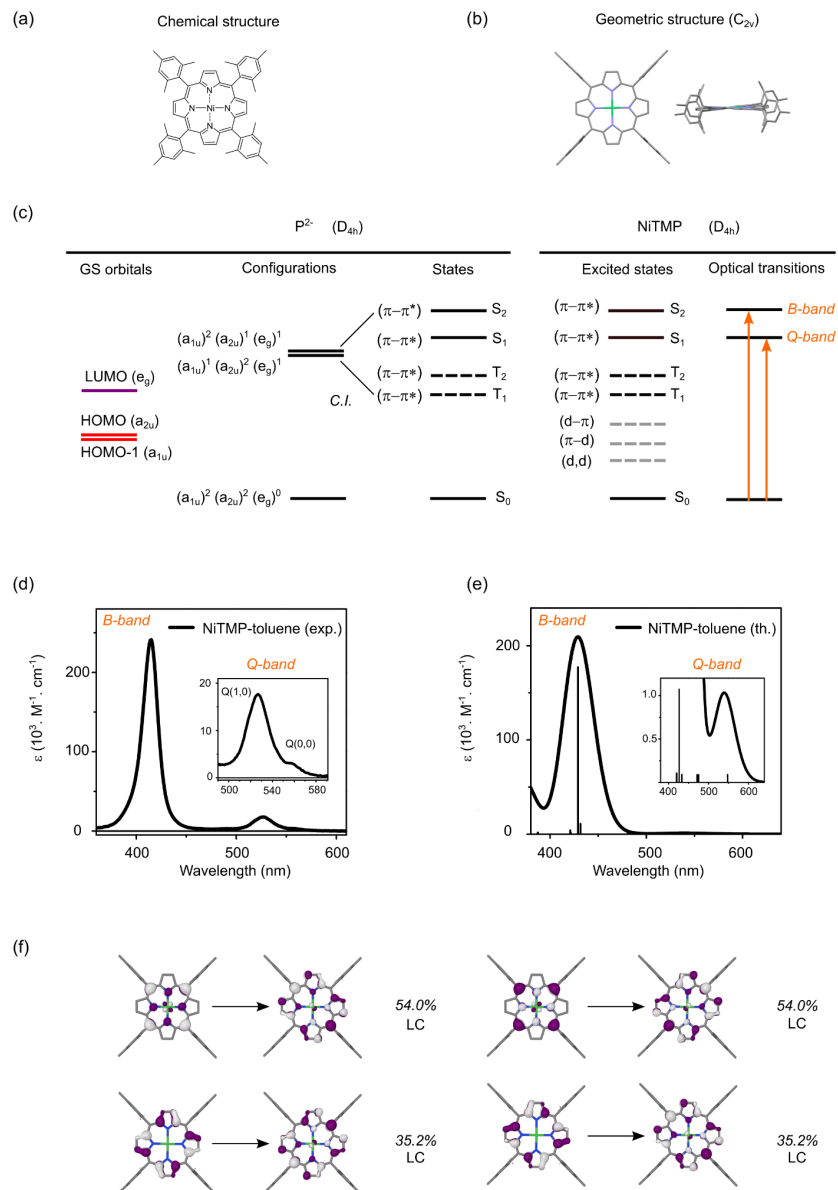 (a)
Chemical structure
N
N
Ni
N
N
(b)
Geometric structure (C2v)
(c)
P2- (D4h)
NiTMP (D4h)
GS orbitals
Configurations
States
Excited states
Optical transitions
(π–π*) S2
(a1u)2 (a2u)1 (eg)1
(π–π*) S1
(a1u)1 (a2u)2 (eg)1
LUMO (eg)
(π–π*) T2
C.I.
(π–π*) T1
HOMO (a2u)
HOMO-1 (a1u)
(a1u)2 (a2u)2 (eg)0
S0
(π–π*) S2
B-band
(π–π*) S1
Q-band
(π–π*) T2
(π–π*) T1
(d–π)
(π–d)
(d,d)
S0
(d)
B-band
NiTMP-toluene (exp.)
Q-band
Q(1,0)
Q(0,0)
20
10
0
500 540 580
200
100
0
ε (10³. M⁻¹. cm⁻¹)
400 500 600
Wavelength (nm)
(e)
B-band
NiTMP-toluene (th.)
Q-band
1.0
0.5
400 500 600
200
100
0
ε (10³. M⁻¹. cm⁻¹)
400 500 600
Wavelength (nm)
(f)
54.0%
LC
54.0%
LC
35.2%
LC
35.2%
LC